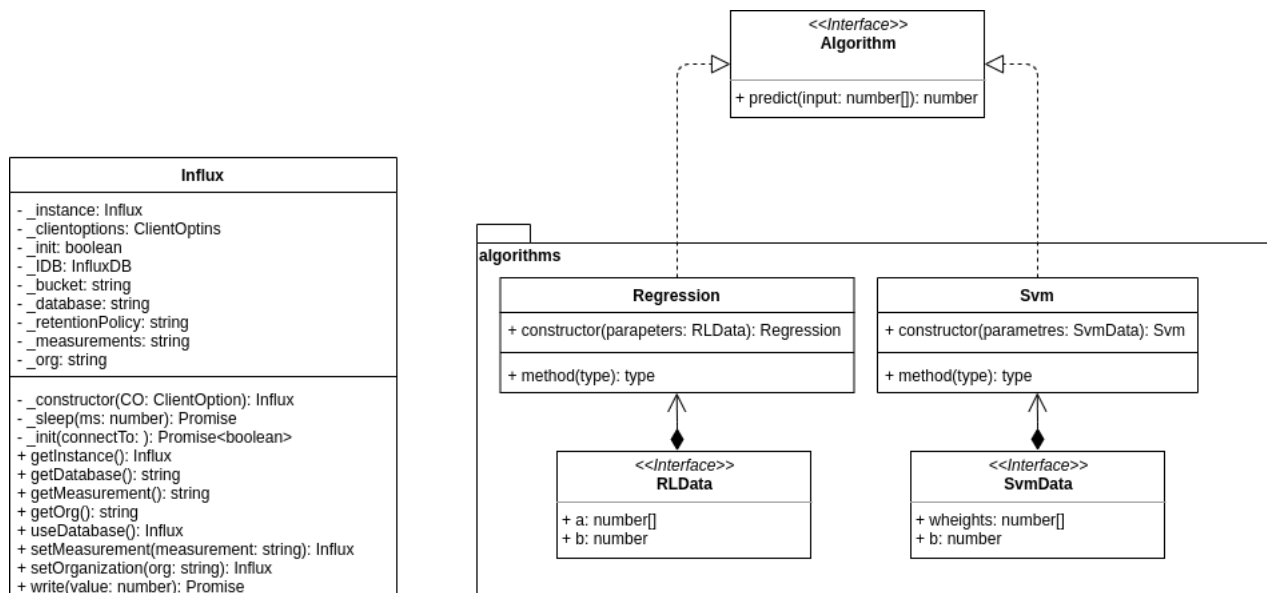 <<Interface>>
Algorithm
+ predict(input: number[]): number
Influx
- _instance: Influx
- _clientoptions: ClientOptins
- _init: boolean
- _IDB: InfluxDB
- _bucket: string
- _database: string
- _retentionPolicy: string
- _measurements: string
- _org: string
- _constructor(CO: ClientOption): Influx
- _sleep(ms: number): Promise
- _init(connectTo: ): Promise<boolean>
+ getInstance(): Influx
+ getDatabase(): string
+ getMeasurement(): string
+ getOrg(): string
+ useDatabase(): Influx
+ setMeasurement(measurement: string): Influx
+ setOrganization(org: string): Influx
+ write(value: number): Promise
algorithms
Regression
+ constructor(parapeters: RLData): Regression
+ method(type): type
Svm
+ constructor(parametres: SvmData): Svm
+ method(type): type
<<Interface>>
RLData
+ a: number[]
+ b: number
<<Interface>>
SvmData
+ wheights: number[]
+ b: number